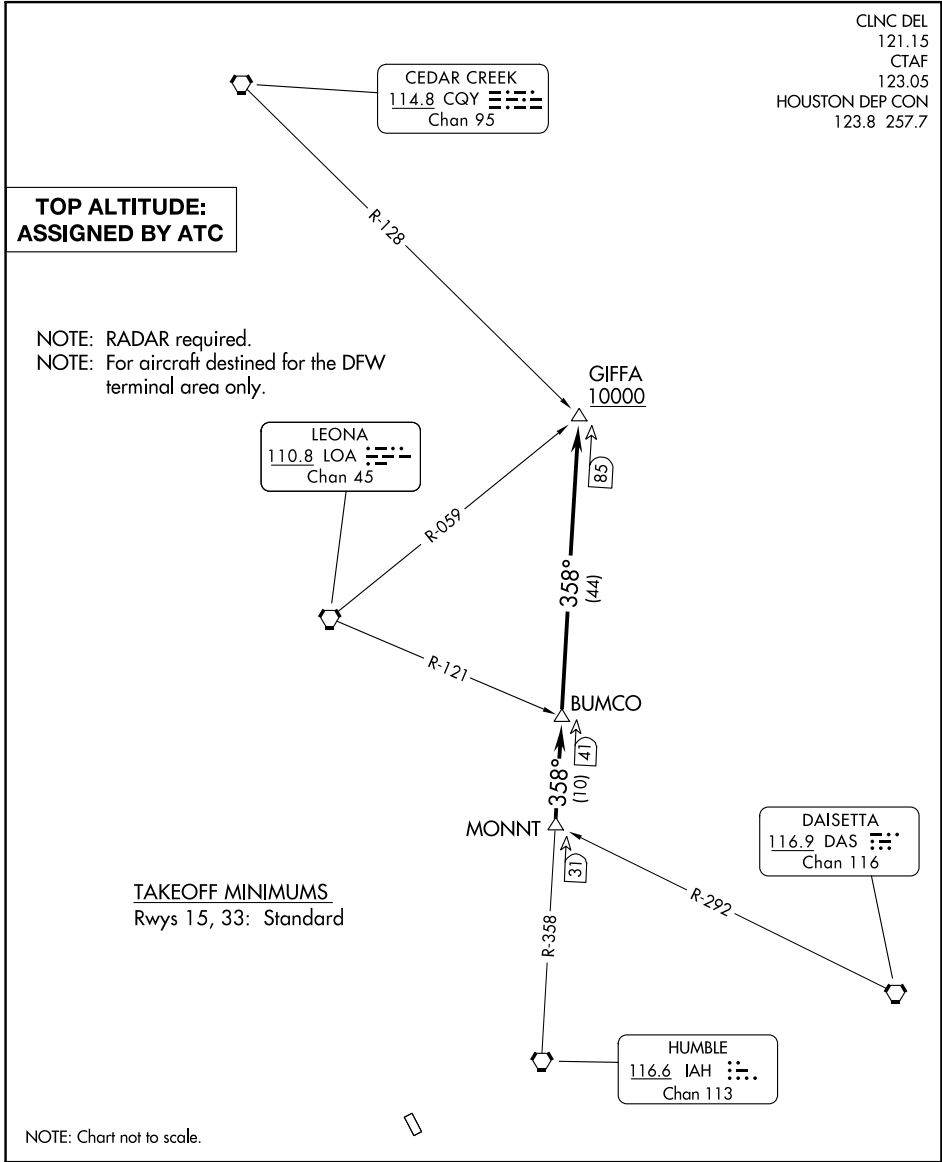 CLNC DEL
121.15
CTAF
123.05
HOUSTON DEP CON
123.8 257.7
CEDAR CREEK
114.8 CQY
Chan 95
TOP ALTITUDE:
ASSIGNED BY ATC
R-128
NOTE: RADAR required.
NOTE: For aircraft destined for the DFW
terminal area only.
GIFFA
10000
LEONA
110.8 LOA
Chan 45
85
R-059
358°
(44)
R-121
BUMCO
41
358°
(10)
MONNT
31
DAISETTA
116.9 DAS
Chan 116
R-292
TAKEOFF MINIMUMS
Rwys 15, 33: Standard
R-358
HUMBLE
116.6 IAH
Chan 113
NOTE: Chart not to scale.